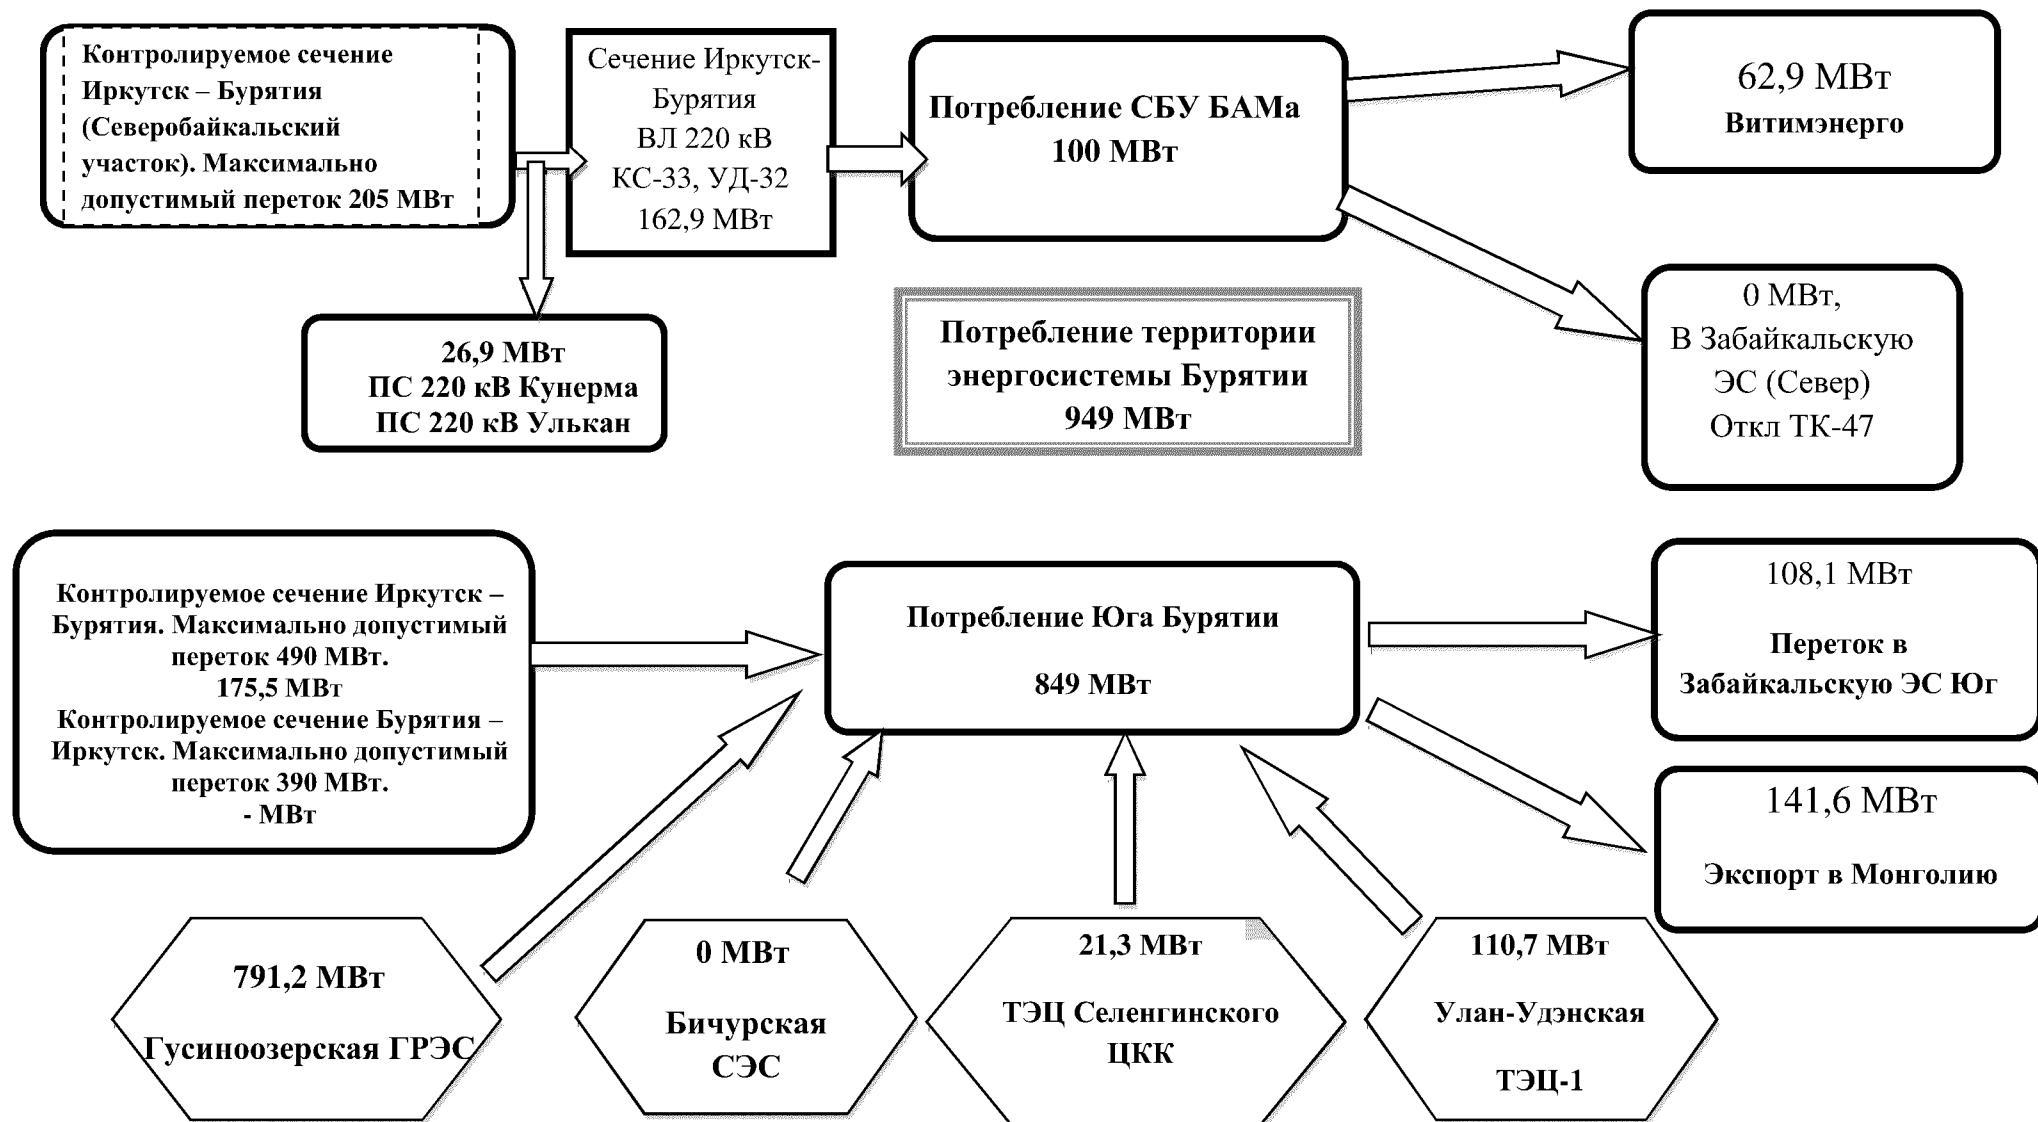 Контролируемое сечение
Иркутск – Бурятия
(Северобайкальский
участок). Максимально
допустимый переток 205 МВт
Сечение Иркутск-
Бурятия
ВЛ 220 кВ
КС-33, УД-32
162,9 МВт
Потребление СБУ БАМа
100 МВт
62,9 МВт
Витимэнерго
26,9 МВт
ПС 220 кВ Кунерма
ПС 220 кВ Улькан
Потребление территории
энергосистемы Бурятии
949 МВт
0 МВт,
В Забайкальскую
ЭС (Север)
Откл ТК-47
Контролируемое сечение Иркутск –
Бурятия. Максимально допустимый
переток 490 МВт.
175,5 МВт
Контролируемое сечение Бурятия –
Иркутск. Максимально допустимый
переток 390 МВт.
- МВт
Потребление Юга Бурятии
849 МВт
108,1 МВт
Переток в
Забайкальскую ЭС Юг
141,6 МВт
Экспорт в Монголию
791,2 МВт
Гусиноозерская ГРЭС
0 МВт
Бичурская
СЭС
21,3 МВт
ТЭЦ Селенгинского
ЦКК
110,7 МВт
Улан-Удэнская
ТЭЦ-1